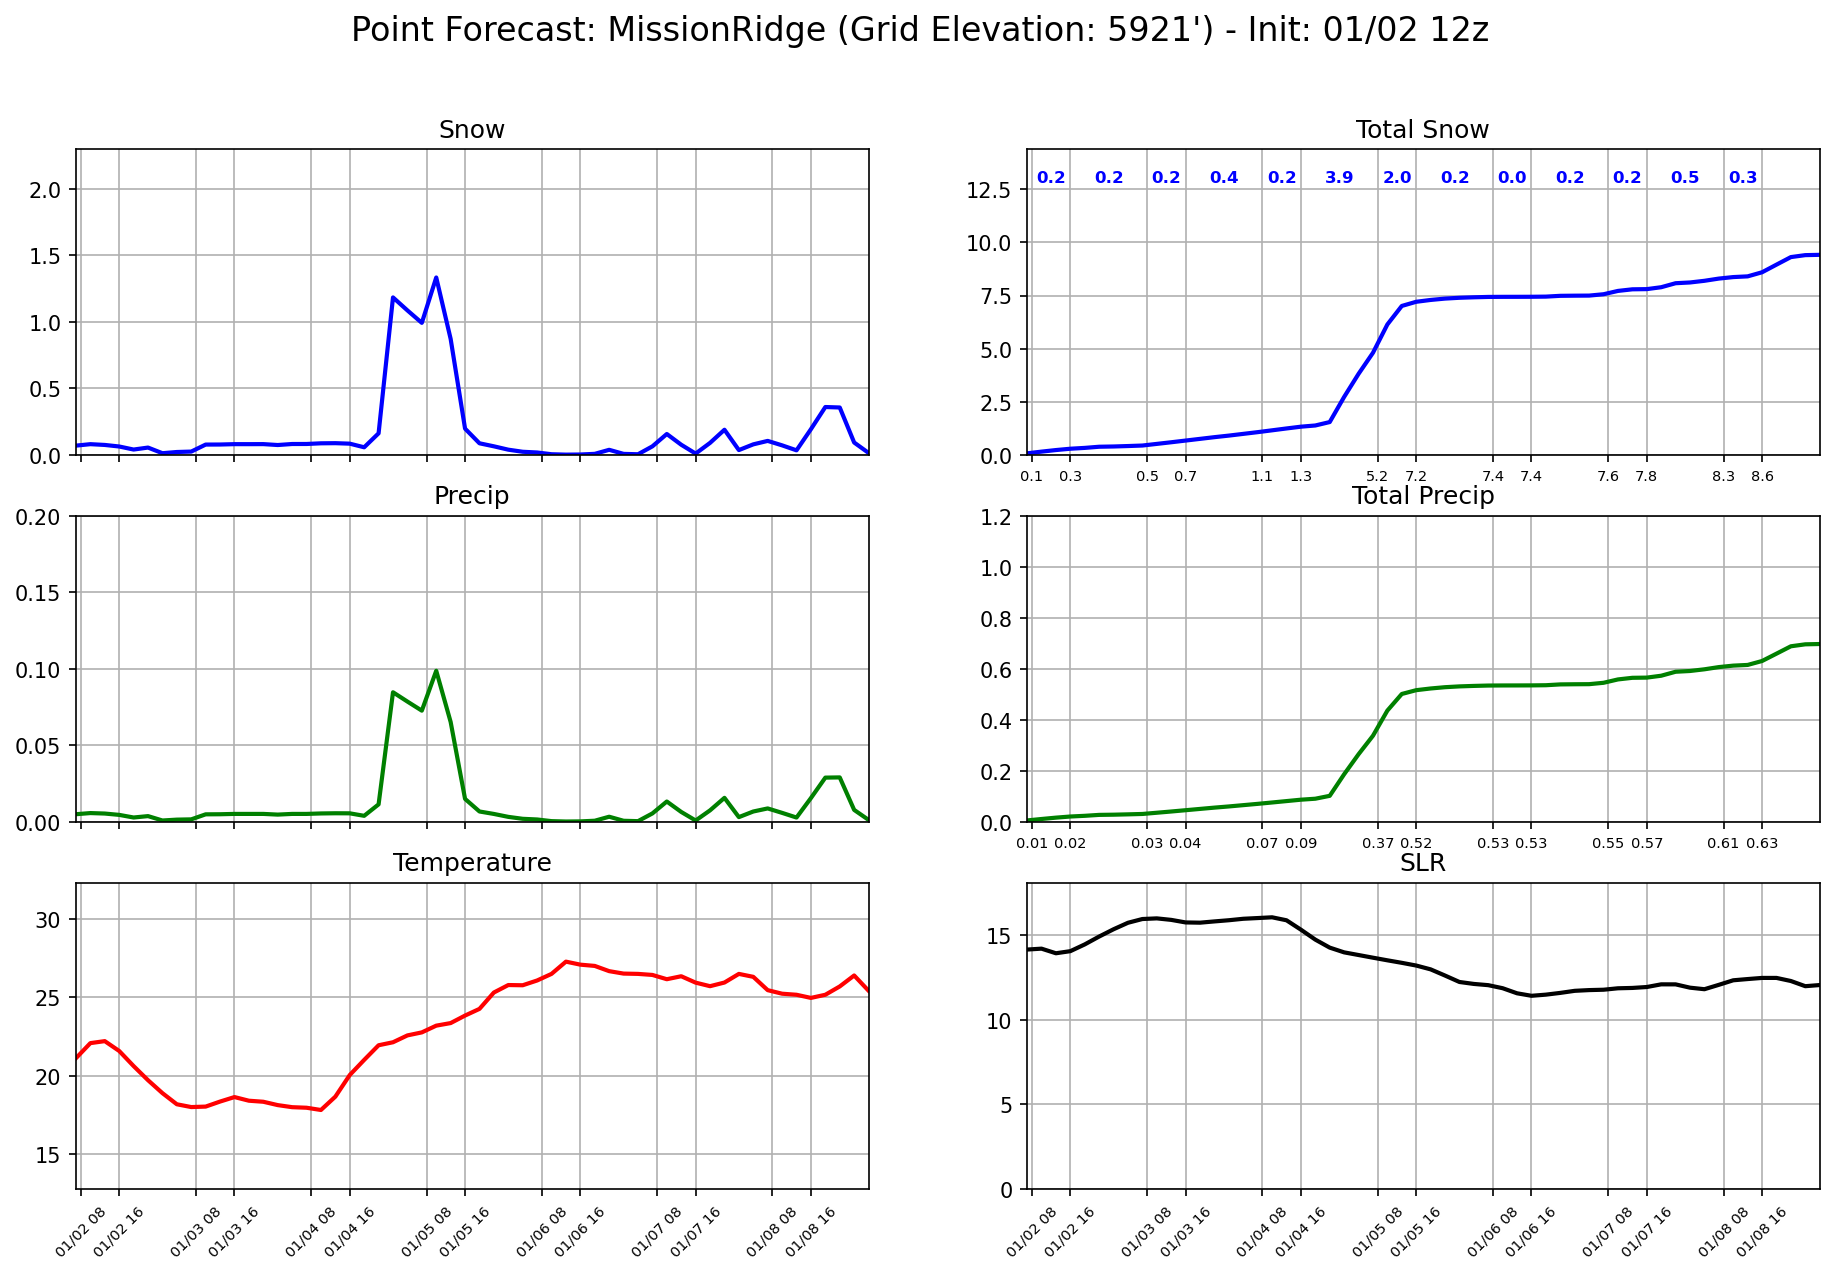 Point Forecast: MissionRidge (Grid Elevation: 5921') - Init: 01/02 12z
Snow
2.0
1.5
1.0
0.5
0.0
Total Snow
0.2 0.2 0.2 0.4 0.2 3.9 2.0 0.2 0.0 0.2 0.2 0.5 0.3
12.5
10.0
7.5
5.0
2.5
0.0
0.1 0.3 0.5 0.7 1.1 1.3 5.2 7.2 7.4 7.4 7.6 7.8 8.3 8.6
Precip
0.20
0.15
0.10
0.05
0.00
Total Precip
1.2
1.0
0.8
0.6
0.4
0.2
0.0
0.01 0.02 0.03 0.04 0.07 0.09 0.37 0.52 0.53 0.53 0.55 0.57 0.61 0.63
Temperature
30
25
20
15
01/02 08 01/02 16 01/03 08 01/03 16 01/04 08 01/04 16 01/05 08 01/05 16 01/06 08 01/06 16 01/07 08 01/07 16 01/08 08 01/08 16
SLR
15
10
5
0
01/02 08 01/02 16 01/03 08 01/03 16 01/04 08 01/04 16 01/05 08 01/05 16 01/06 08 01/06 16 01/07 08 01/07 16 01/08 08 01/08 16